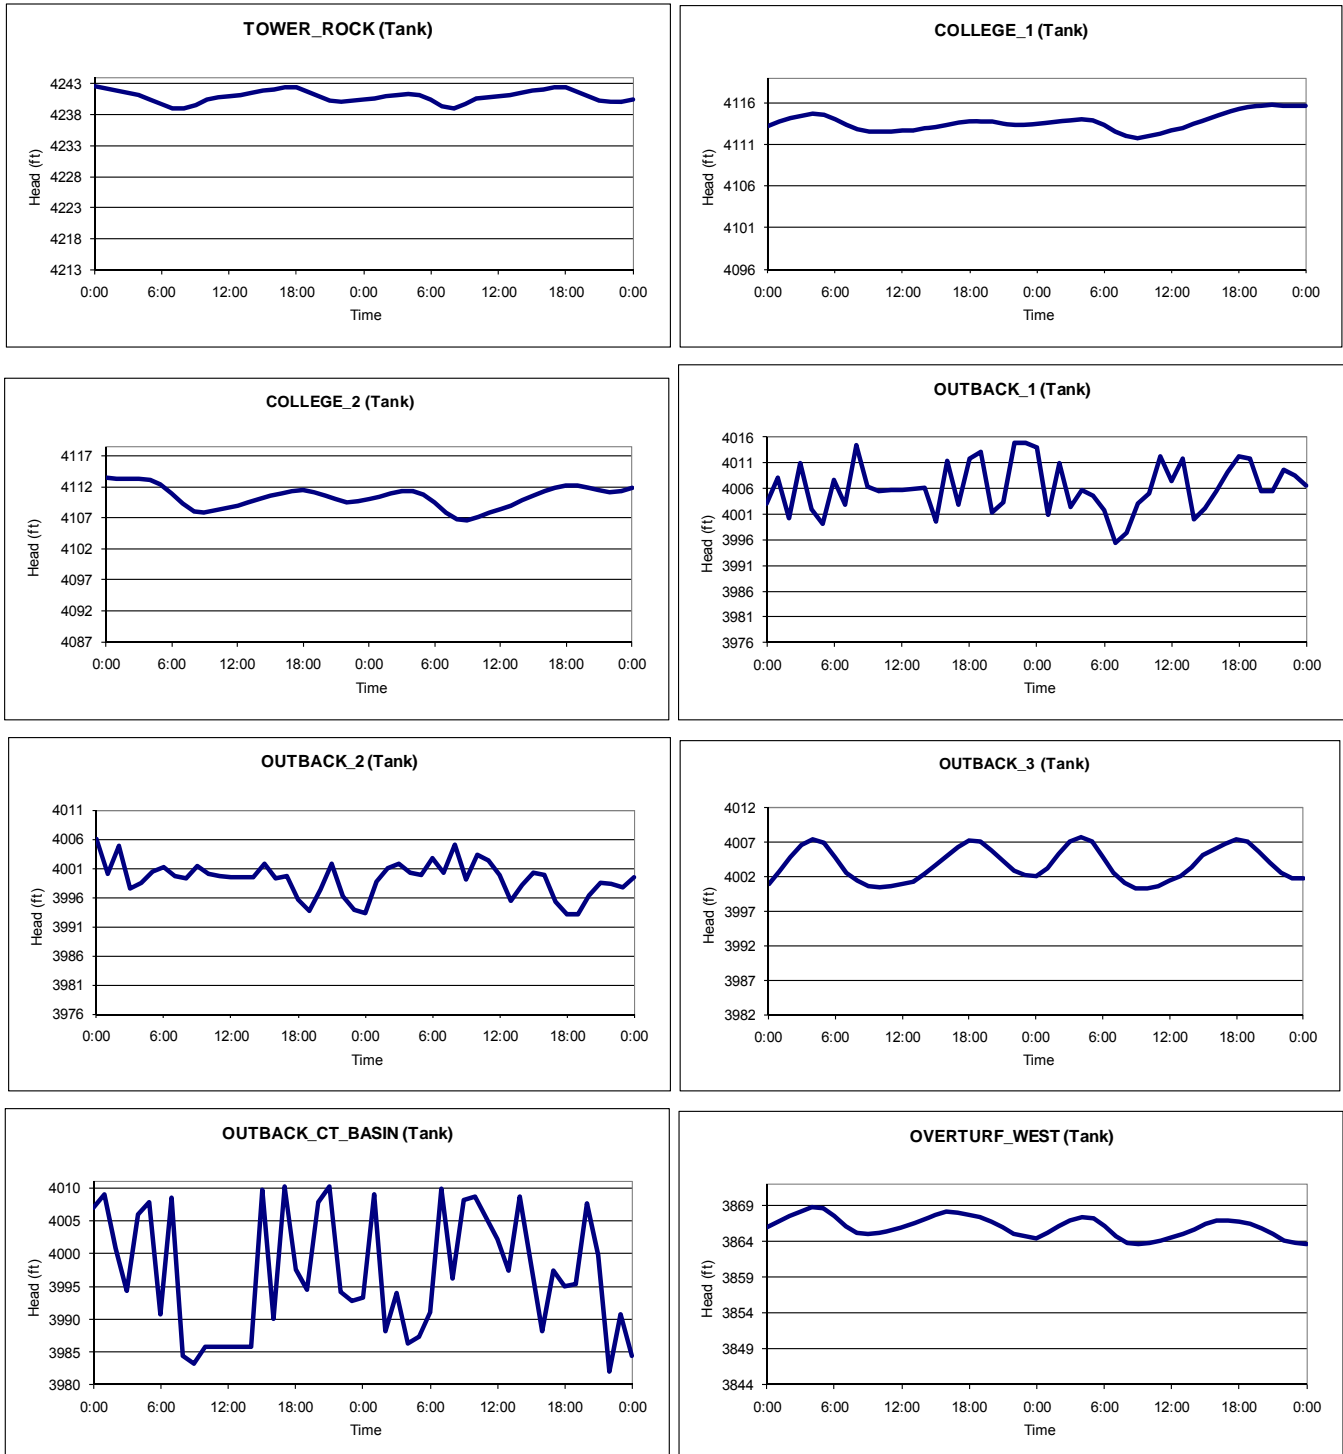 TOWER_ROCK (Tank)
4243
4238
4233
4228
4223
4218
4213
Head (ft)
0:00 6:00 12:00 18:00 0:00 6:00 12:00 18:00 0:00
Time
COLLEGE_1 (Tank)
4116
4111
4106
4101
4096
Head (ft)
0:00 6:00 12:00 18:00 0:00 6:00 12:00 18:00 0:00
Time
COLLEGE_2 (Tank)
4117
4112
4107
4102
4097
4092
4087
Head (ft)
0:00 6:00 12:00 18:00 0:00 6:00 12:00 18:00 0:00
Time
OUTBACK_1 (Tank)
4016
4011
4006
4001
3996
3991
3986
3981
3976
Head (ft)
0:00 6:00 12:00 18:00 0:00 6:00 12:00 18:00 0:00
Time
OUTBACK_2 (Tank)
4011
4006
4001
3996
3991
3986
3981
3976
Head (ft)
0:00 6:00 12:00 18:00 0:00 6:00 12:00 18:00 0:00
Time
OUTBACK_3 (Tank)
4012
4007
4002
3997
3992
3987
3982
Head (ft)
0:00 6:00 12:00 18:00 0:00 6:00 12:00 18:00 0:00
Time
OUTBACK_CT_BASIN (Tank)
4010
4005
4000
3995
3990
3985
3980
Head (ft)
0:00 6:00 12:00 18:00 0:00 6:00 12:00 18:00 0:00
Time
OVERTURF_WEST (Tank)
3869
3864
3859
3854
3849
3844
Head (ft)
0:00 6:00 12:00 18:00 0:00 6:00 12:00 18:00 0:00
Time